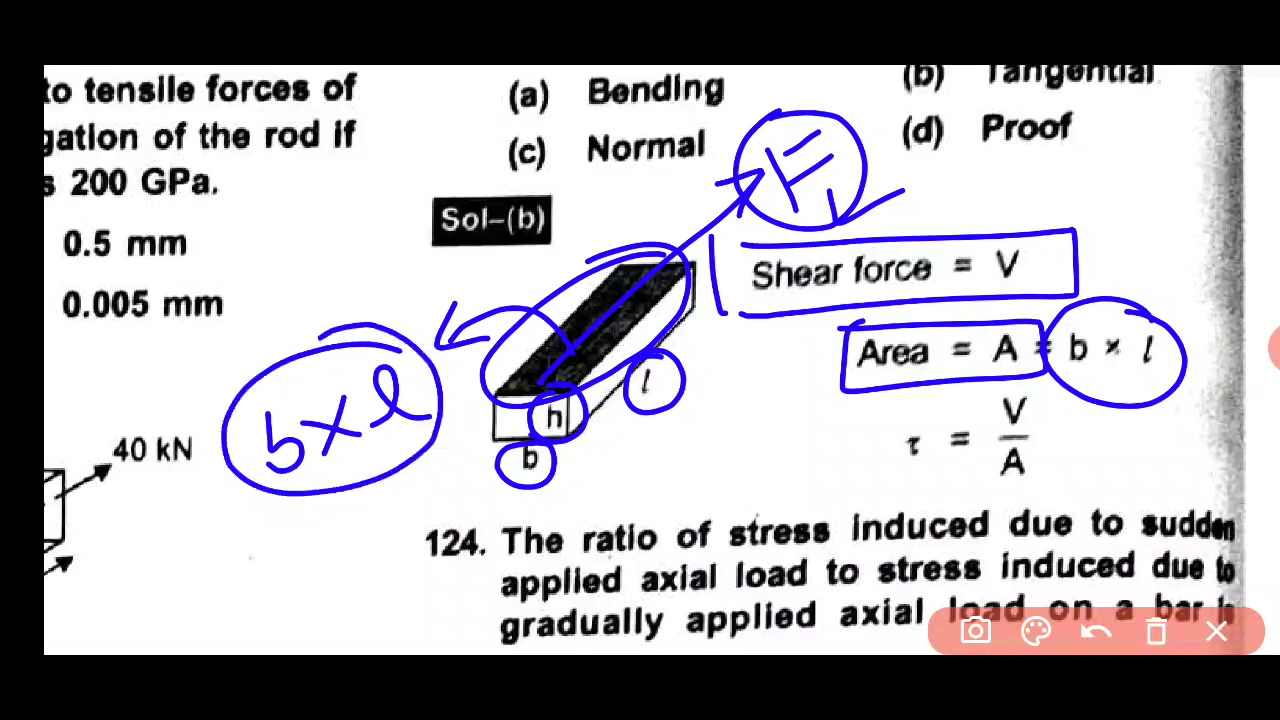 to tensile forces of
gation of the rod if
s 200 GPa.
0.5 mm
0.005 mm
40 kN
(a) Bending
(b) Tangential
(c) Normal
(d) Proof
F
Sol–(b)
Shear force = V
Area = A = b × l
b × l
h
l
b
τ = V
A
124. The ratio of stress induced due to sudden
applied axial load to stress induced due to
gradually applied axial load on a bar is